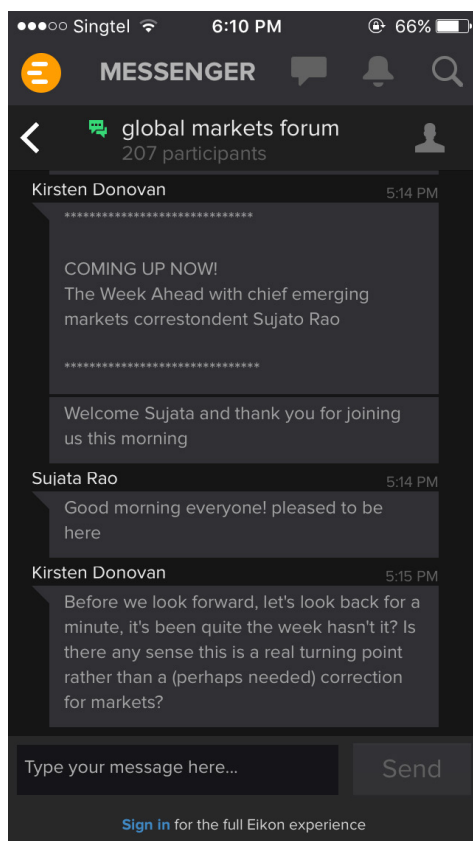 Singtel 6:10 PM 66%
MESSENGER
global markets forum
207 participants
Kirsten Donovan 5:14 PM
******************************
COMING UP NOW!
The Week Ahead with chief emerging
markets correstondent Sujato Rao
*******************************
Welcome Sujata and thank you for joining
us this morning
Sujata Rao 5:14 PM
Good morning everyone! pleased to be
here
Kirsten Donovan 5:15 PM
Before we look forward, let's look back for a
minute, it's been quite the week hasn't it? Is
there any sense this is a real turning point
rather than a (perhaps needed) correction
for markets?
Type your message here... Send
Sign in for the full Eikon experience